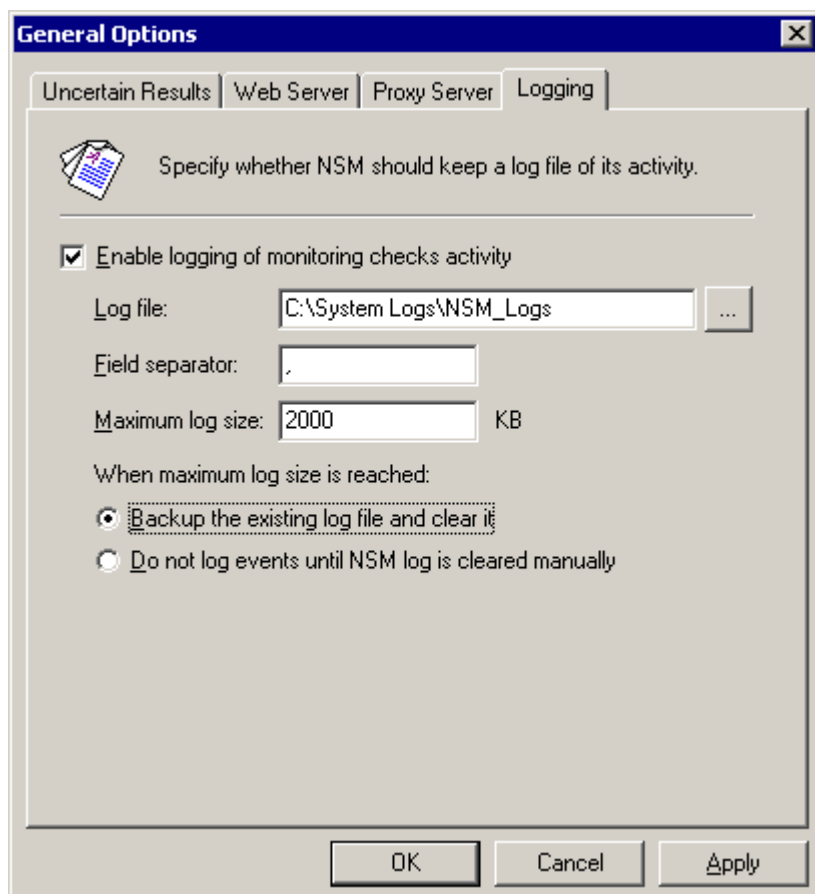 General Options
Uncertain Results Web Server Proxy Server Logging
Specify whether NSM should keep a log file of its activity.
Enable logging of monitoring checks activity
Log file: C:\System Logs\NSM_Logs ...
Field separator: ,
Maximum log size: 2000 KB
When maximum log size is reached:
Backup the existing log file and clear it
Do not log events until NSM log is cleared manually
OK Cancel Apply